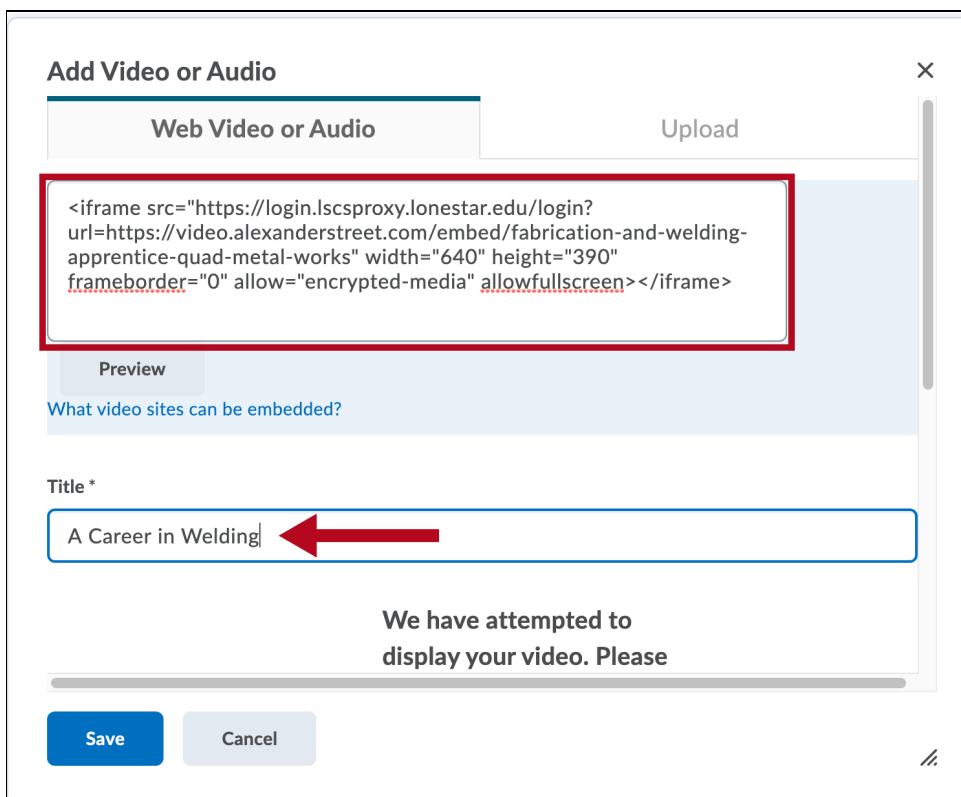 Add Video or Audio
Web Video or Audio
Upload
<iframe src="https://login.lscsproxy.lonestar.edu/login?
url=https://video.alexanderstreet.com/embed/fabrication-and-welding-
apprentice-quad-metal-works" width="640" height="390"
frameborder="0" allow="encrypted-media" allowfullscreen></iframe>
Preview
What video sites can be embedded?
Title *
A Career in Welding
We have attempted to
display your video. Please
Save
Cancel